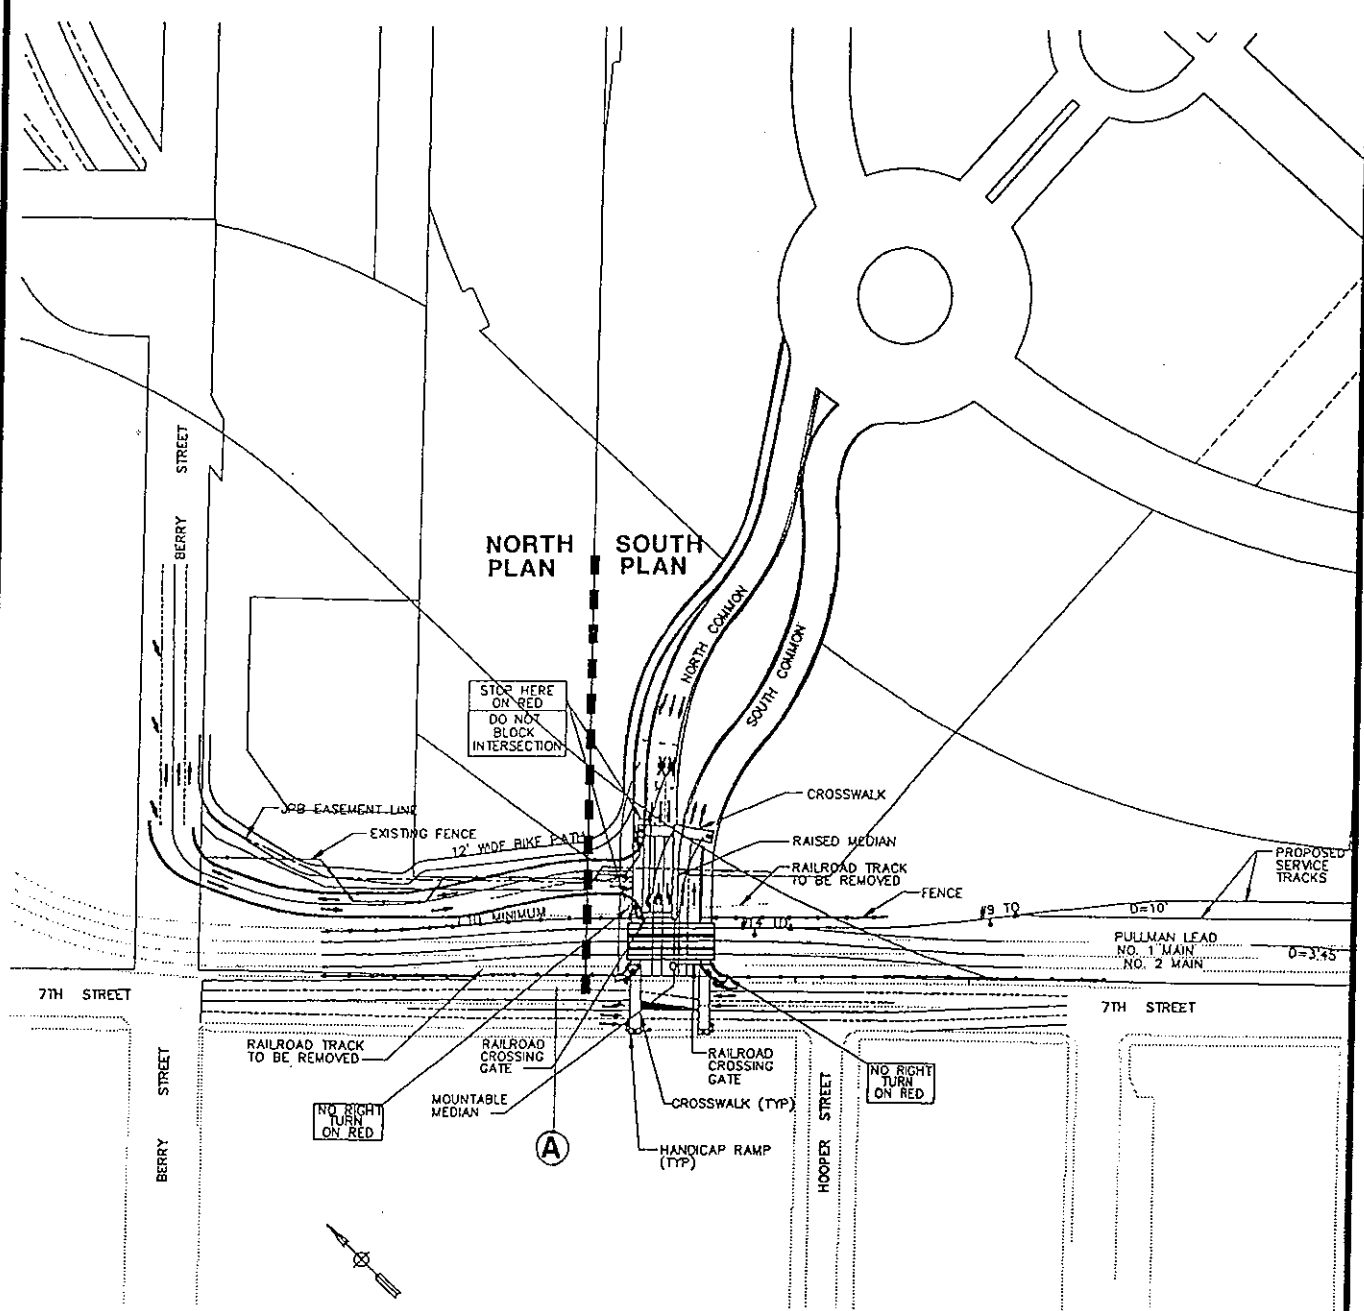 BERRY STREET
NORTH PLAN
SOUTH PLAN
NORTH COMMON
SOUTH COMMON
STOP HERE
ON RED
DO NOT
BLOCK
INTERSECTION
CROSSWALK
JPB EASEMENT LINE
EXISTING FENCE
12' WIDE BIKE PATH
RAISED MEDIAN
RAILROAD TRACK
TO BE REMOVED
FENCE
PROPOSED
SERVICE
TRACKS
MINIMUM
#9 TO
#14 TO
D=10'
PULLMAN LEAD
NO. 1 MAIN
NO. 2 MAIN
D=3'45
7TH STREET
7TH STREET
RAILROAD TRACK
TO BE REMOVED
RAILROAD
CROSSING
GATE
RAILROAD
CROSSING
GATE
NO RIGHT
TURN
ON RED
MOUNTABLE
MEDIAN
CROSSWALK (TYP)
NO RIGHT
TURN
ON RED
A
HANDICAP RAMP
(TYP)
BERRY STREET
HOOPER STREET